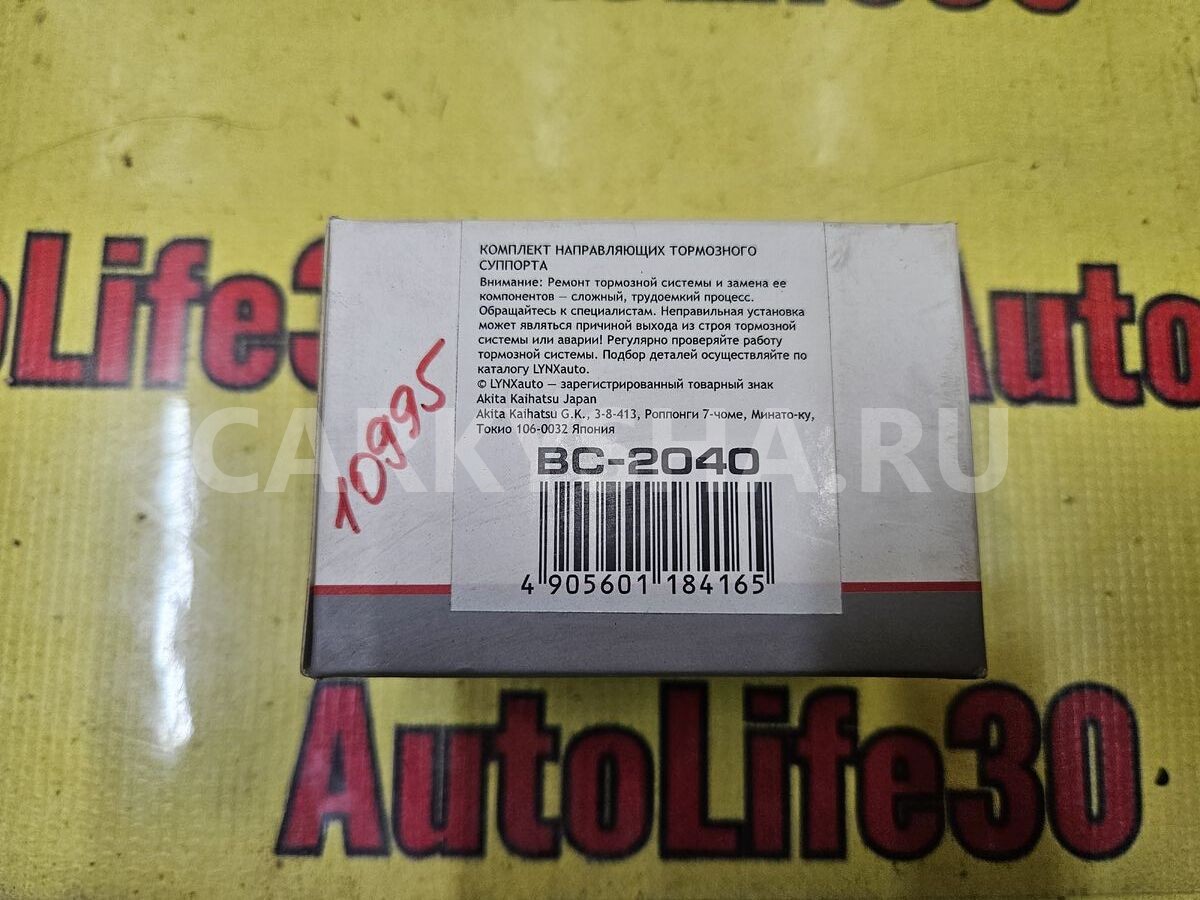 AutoLife30
КОМПЛЕКТ НАПРАВЛЯЮЩИХ ТОРМОЗНОГО
СУППОРТА
Внимание: Ремонт тормозной системы и замена ее
компонентов — сложный, трудоемкий процесс.
Обращайтесь к специалистам. Неправильная установка
может являться причиной выхода из строя тормозной
системы или аварии! Регулярно проверяйте работу
тормозной системы. Подбор деталей осуществляйте по
каталогу LYNXauto.
© LYNXauto — зарегистрированный товарный знак
Akita Kaihatsu Japan
Akita Kaihatsu G.K., 3-8-413, Роппонги 7-чоме, Минато-ку,
Токио 106-0032 Япония
10995
CARKYSHA.RU
BC-2040
4 905601 184165
Auto
AutoLife30